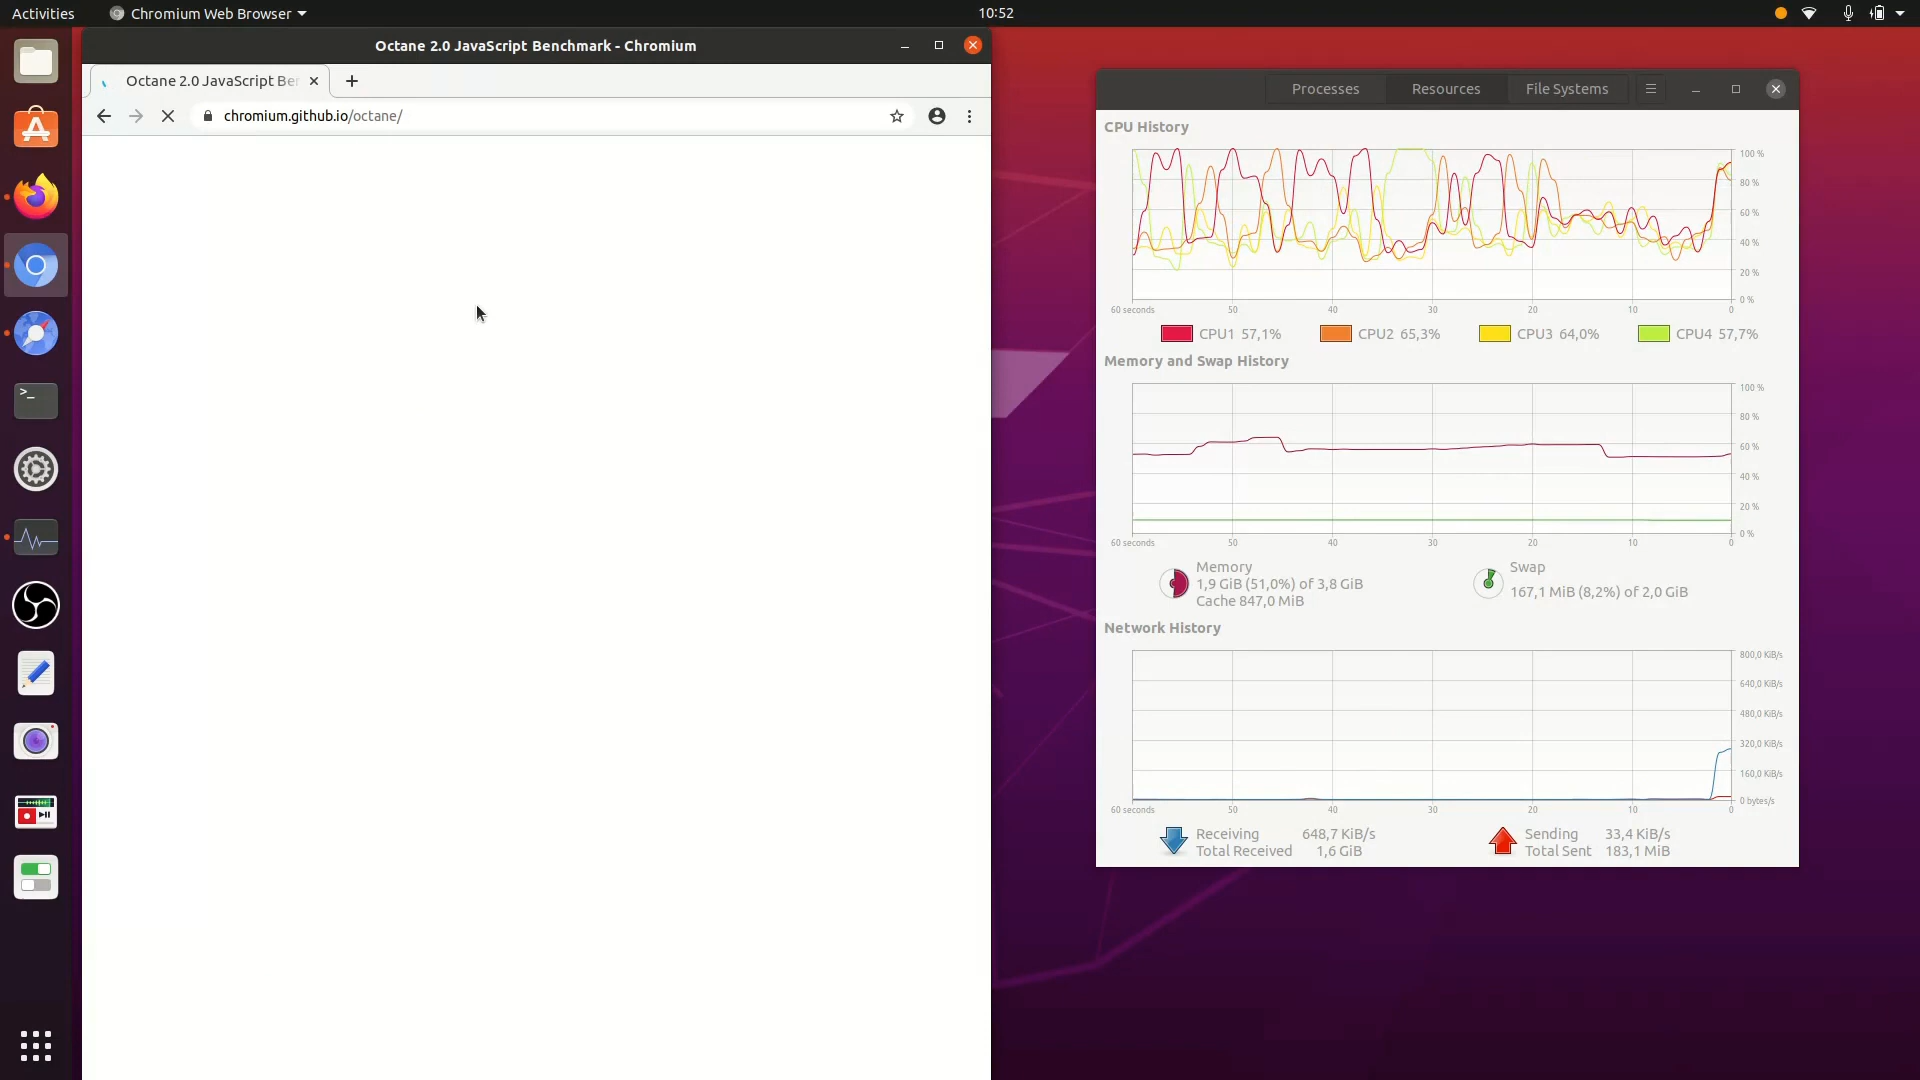 Activities
Chromium Web Browser
10:52
Octane 2.0 JavaScript Benchmark - Chromium
Octane 2.0 JavaScript Ber
chromium.github.io/octane/
Processes
Resources
File Systems
CPU History
100 %
80 %
60 %
40 %
20 %
0 %
60 seconds 50 40 30 20 10 0
CPU1 57,1% CPU2 65,3% CPU3 64,0% CPU4 57,7%
Memory and Swap History
100 %
80 %
60 %
40 %
20 %
0 %
60 seconds 50 40 30 20 10 0
Memory
1,9 GiB (51,0%) of 3,8 GiB
Cache 847,0 MiB
Swap
167,1 MiB (8,2%) of 2,0 GiB
Network History
800,0 KiB/s
640,0 KiB/s
480,0 KiB/s
320,0 KiB/s
160,0 KiB/s
0 bytes/s
60 seconds 50 40 30 20 10 0
Receiving 648,7 KiB/s
Total Received 1,6 GiB
Sending 33,4 KiB/s
Total Sent 183,1 MiB